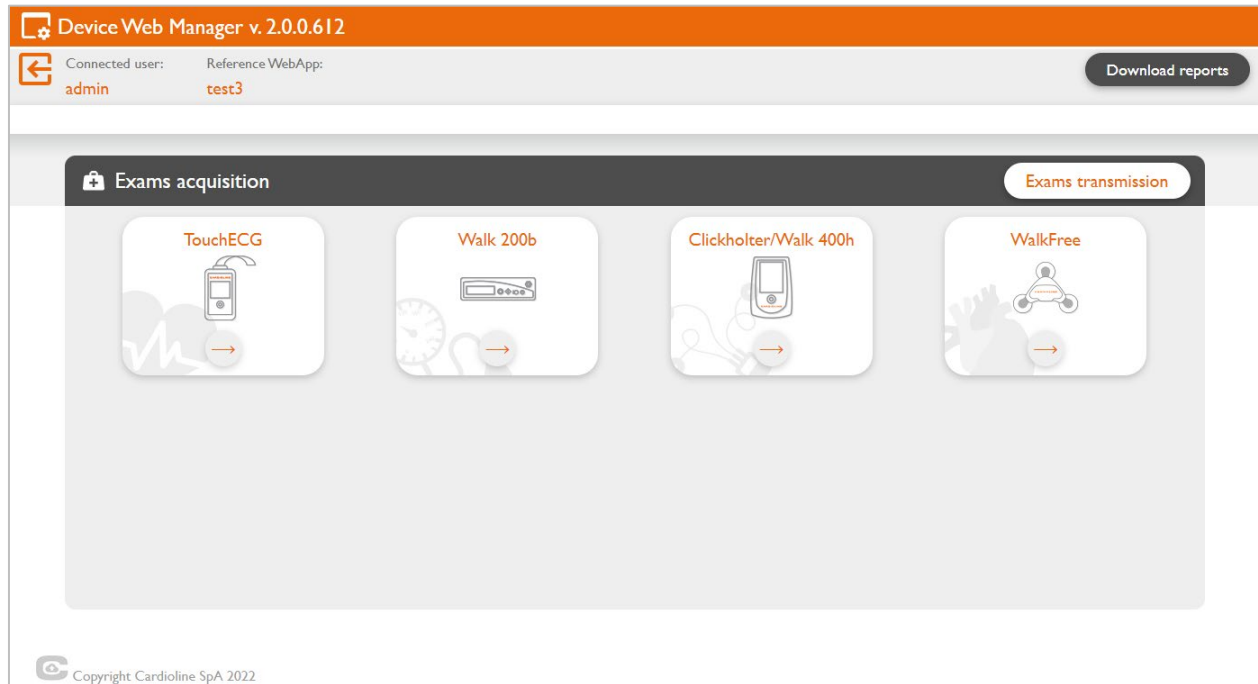 Device Web Manager v. 2.0.0.612
Connected user: Reference WebApp:
admin test3
Download reports
Exams acquisition
Exams transmission
TouchECG
Walk 200b
Clickholter/Walk 400h
WalkFree
Copyright Cardioline SpA 2022